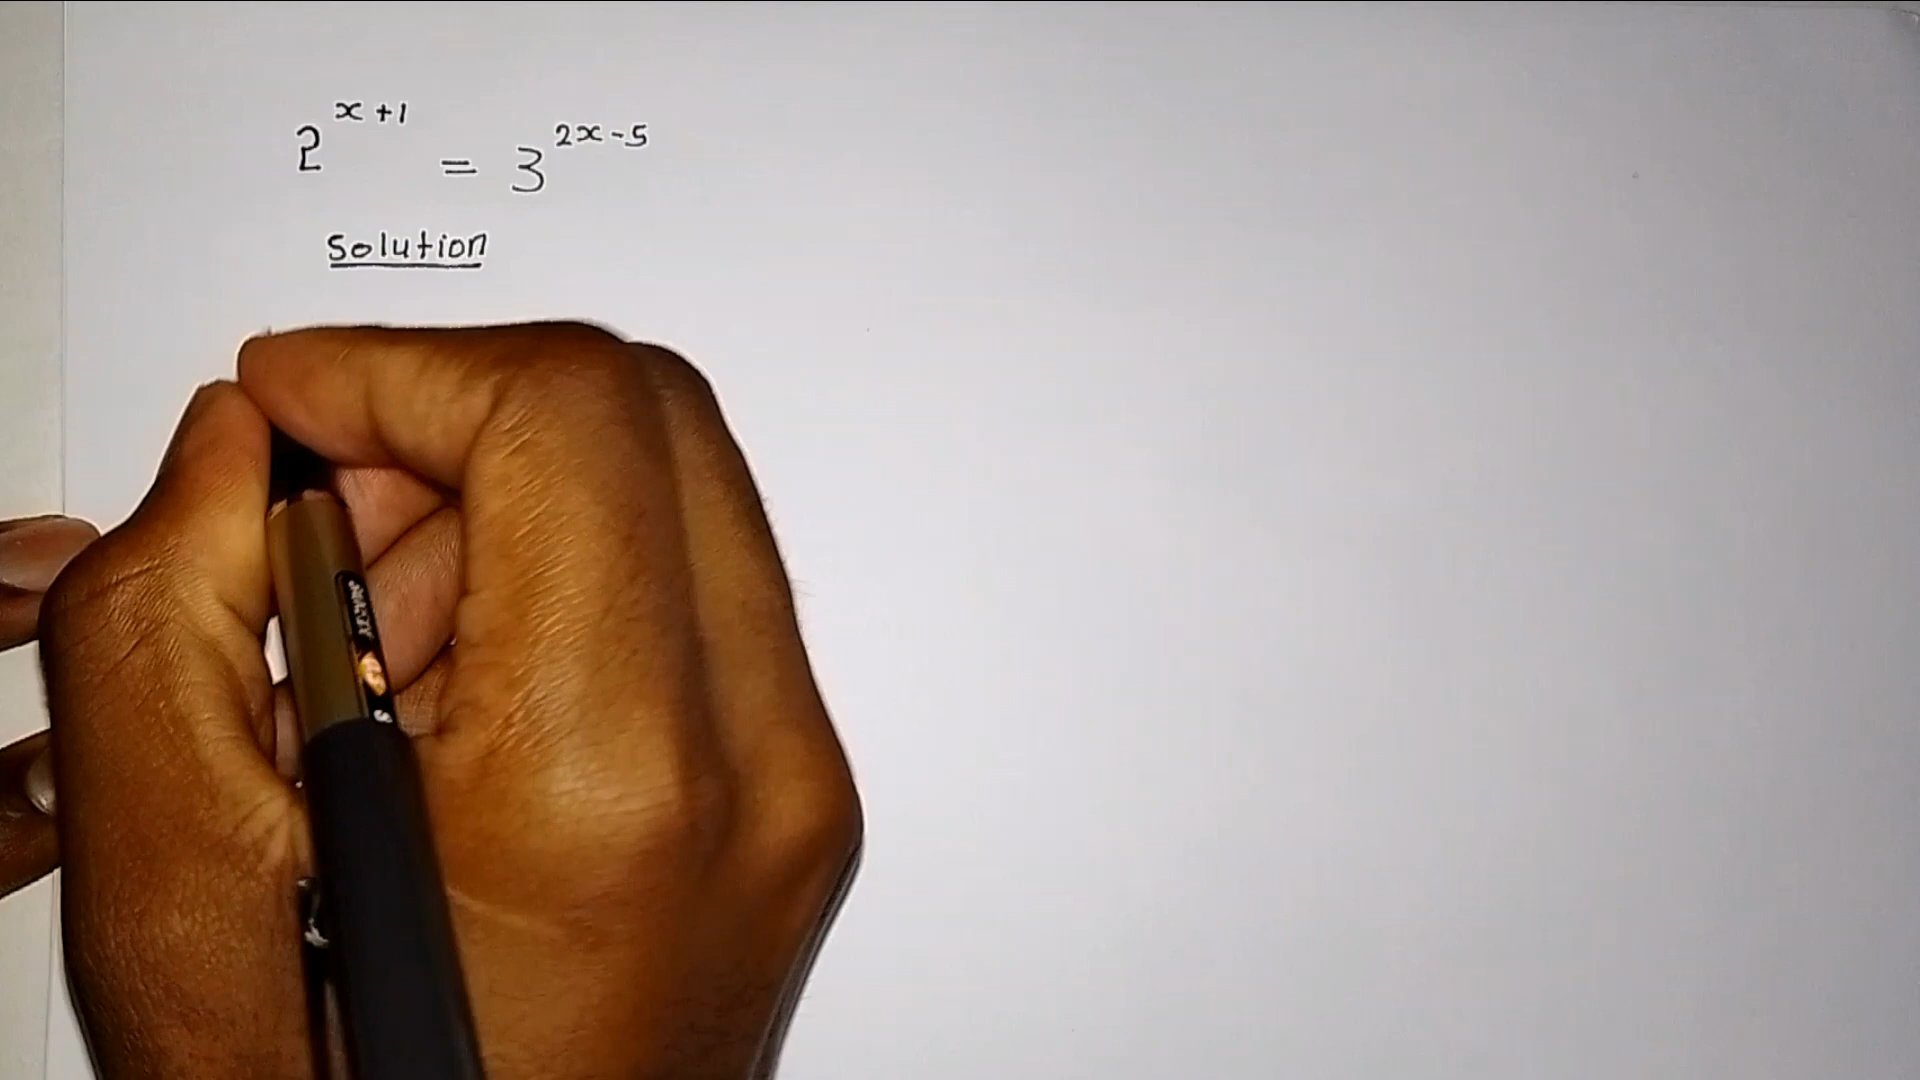 2^{x+1} = 3^{2x-5}
Solution